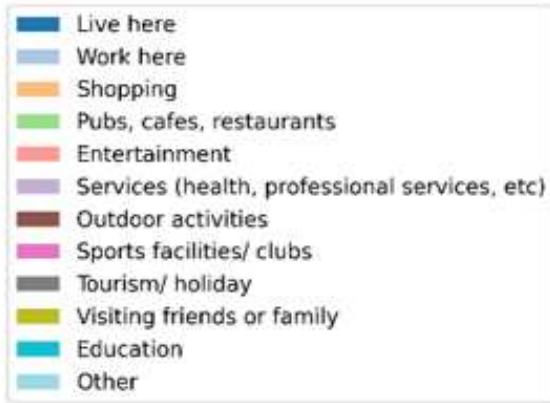 Live here
Work here
Shopping
Pubs, cafes, restaurants
Entertainment
Services (health, professional services, etc)
Outdoor activities
Sports facilities/ clubs
Tourism/ holiday
Visiting friends or family
Education
Other